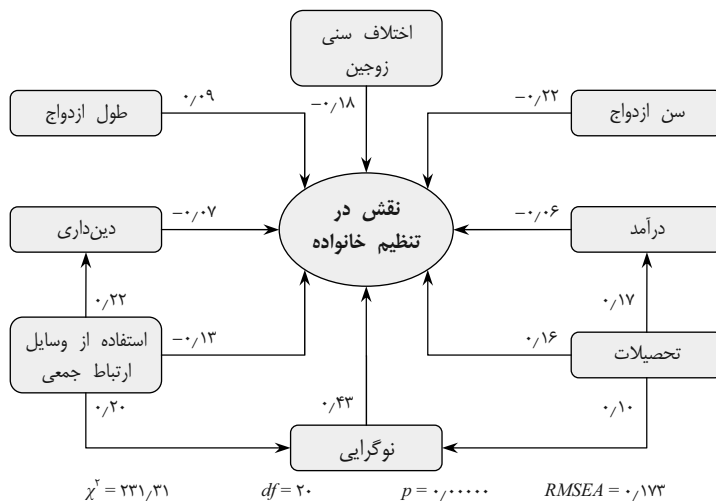 اختلاف سنی
زوجین
۰/۰۹
−۰/۱۸
−۰/۲۲
طول ازدواج
سن ازدواج
نقش در
تنظیم خانواده
−۰/۰۷
−۰/۰۶
دین‌داری
درآمد
۰/۲۲
۰/۱۷
استفاده از وسایل
ارتباط جمعی
−۰/۱۳
۰/۱۶
تحصیلات
۰/۲۰
۰/۴۳
۰/۱۰
نوگرایی
χ² = ۲۳۱/۳۱ df = ۲۰ p = ۰/۰۰۰۰۰ RMSEA = ۰/۱۷۳